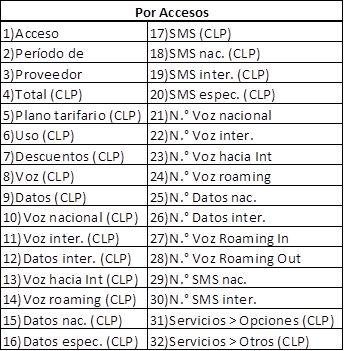 Por Accesos
1)Acceso
2)Período de
3)Proveedor
4)Total (CLP)
5)Plano tarifario (CLP)
6)Uso (CLP)
7)Descuentos (CLP)
8)Voz (CLP)
9)Datos (CLP)
10)Voz nacional (CLP)
11)Voz inter. (CLP)
12)Datos inter. (CLP)
13)Voz hacia Int (CLP)
14)Voz roaming (CLP)
15)Datos nac. (CLP)
16)Datos espec. (CLP)
17)SMS (CLP)
18)SMS nac. (CLP)
19)SMS inter. (CLP)
20)SMS espec. (CLP)
21)N.° Voz nacional
22)N.° Voz inter.
23)N.° Voz hacia Int
24)N.° Voz roaming
25)N.° Datos nac.
26)N.° Datos inter.
27)N.° Voz Roaming In
28)N.° Voz Roaming Out
29)N.° SMS nac.
30)N.° SMS inter.
31)Servicios > Opciones (CLP)
32)Servicios > Otros (CLP)